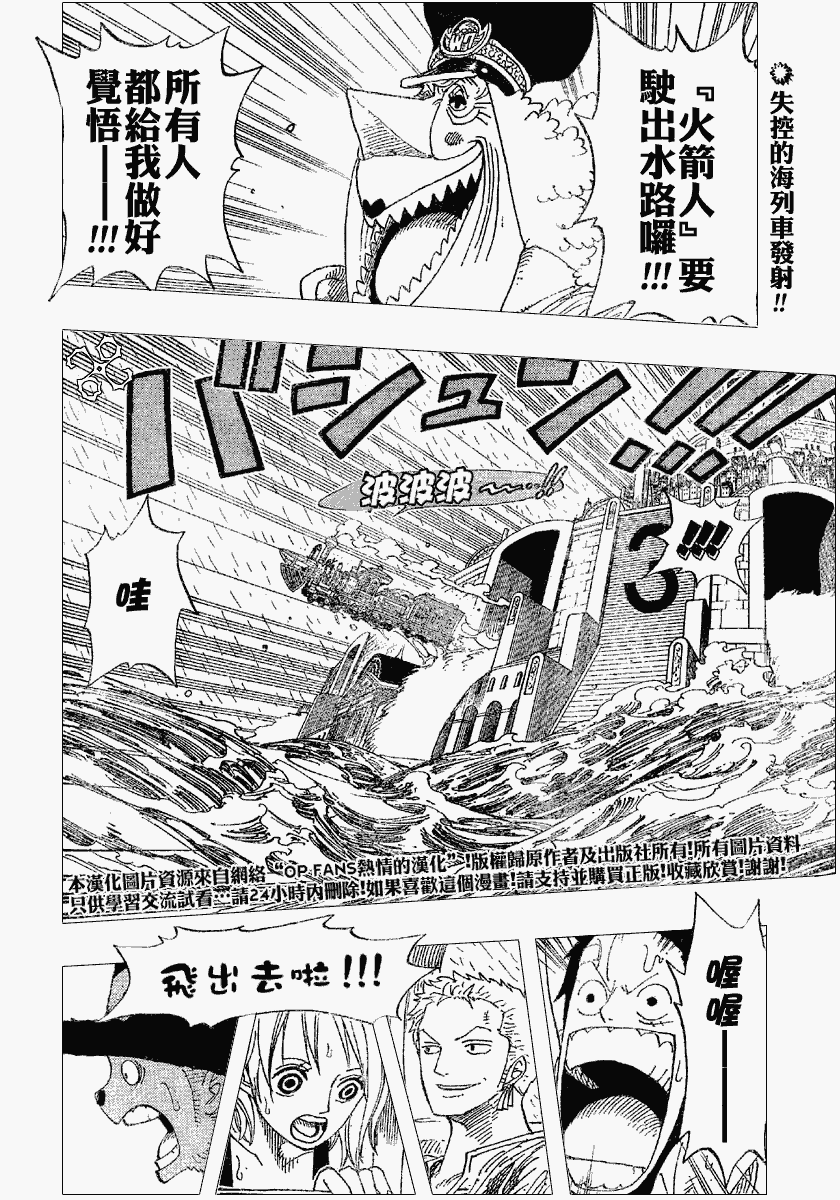 失控的海列車發射!!
『火箭人』要
駛出水路囉!!!
所有人
都給我做好
覺悟——!!!
W7
バシュン!!!
波波波~~…!!
3
!!!
哇
本漢化圖片資源來自網絡 “OP FANS熱情的漢化”!版權歸原作者及出版社所有!所有圖片資料
只供學習交流試看…請24小時內刪除!如果喜歡這個漫畫!請支持並購買正版!收藏欣賞!謝謝!
喔
喔——
飛出去啦!!!